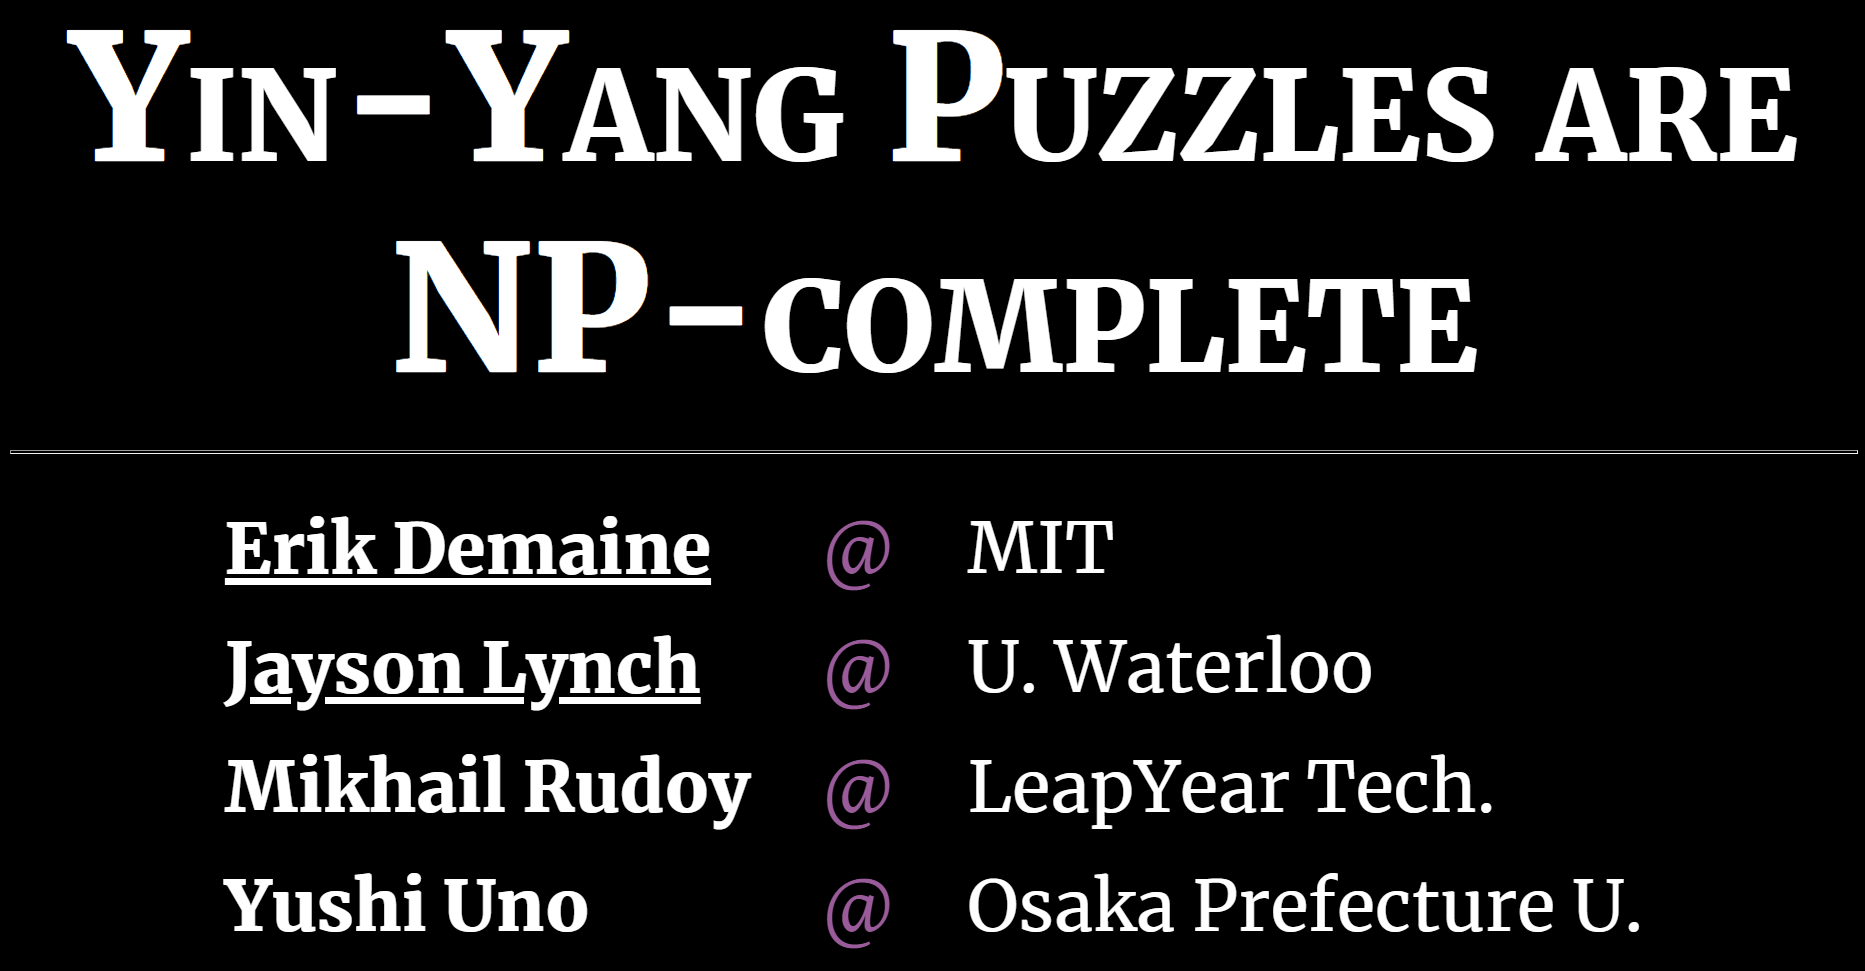 Yin-Yang Puzzles are
NP-complete
Erik Demaine @ MIT
Jayson Lynch @ U. Waterloo
Mikhail Rudoy @ LeapYear Tech.
Yushi Uno @ Osaka Prefecture U.